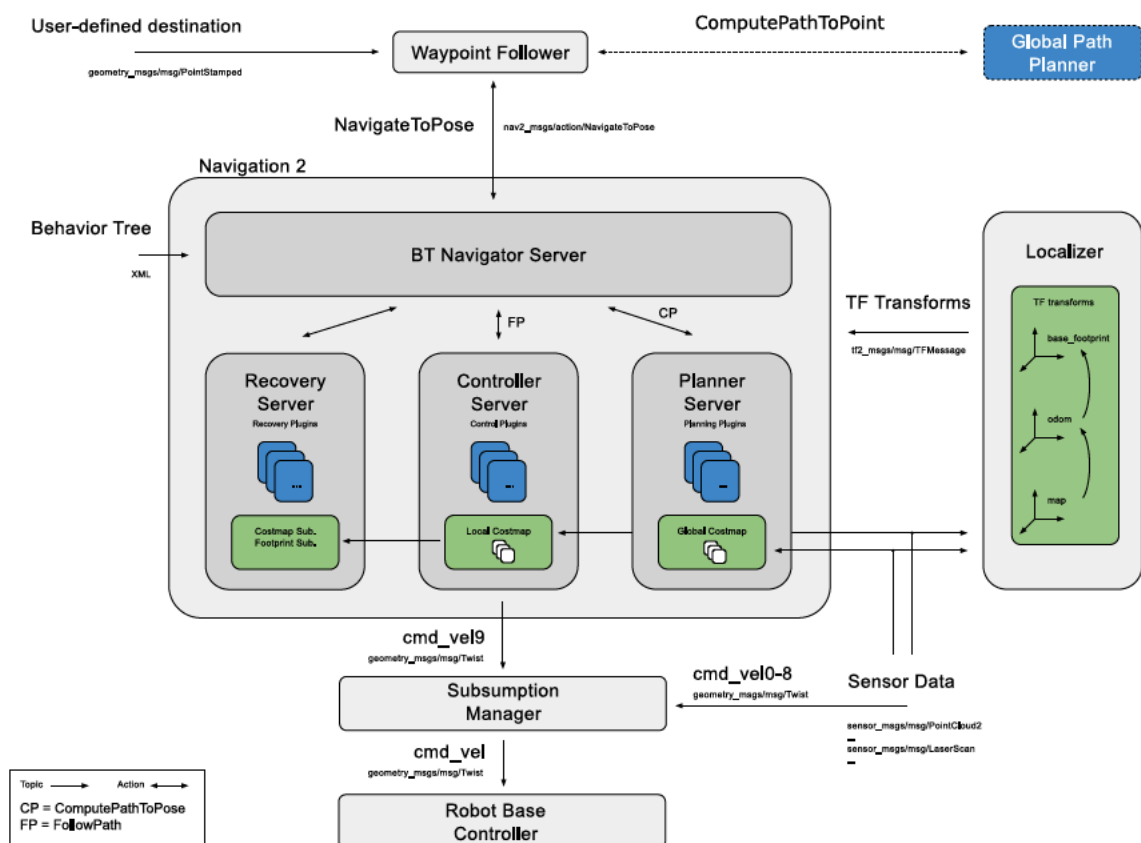 User-defined destination
geometry_msgs/msg/PointStamped
Waypoint Follower
ComputePathToPoint
Global Path
Planner
NavigateToPose
nav2_msgs/action/NavigateToPose
Navigation 2
Behavior Tree
XML
BT Navigator Server
FP
CP
Recovery
Server
Recovery Plugins
...
Costmap Sub.
Footprint Sub.
Controller
Server
Control Plugins
...
Local Costmap
Planner
Server
Planning Plugins
...
Global Costmap
TF Transforms
tf2_msgs/msg/TFMessage
Localizer
TF transforms
base_footprint
odom
map
cmd_vel9
geometry_msgs/msg/Twist
Subsumption
Manager
cmd_vel0-8
geometry_msgs/msg/Twist
Sensor Data
sensor_msgs/msg/PointCloud2
sensor_msgs/msg/LaserScan
cmd_vel
geometry_msgs/msg/Twist
Robot Base
Controller
Topic
Action
CP = ComputePathToPose
FP = FollowPath